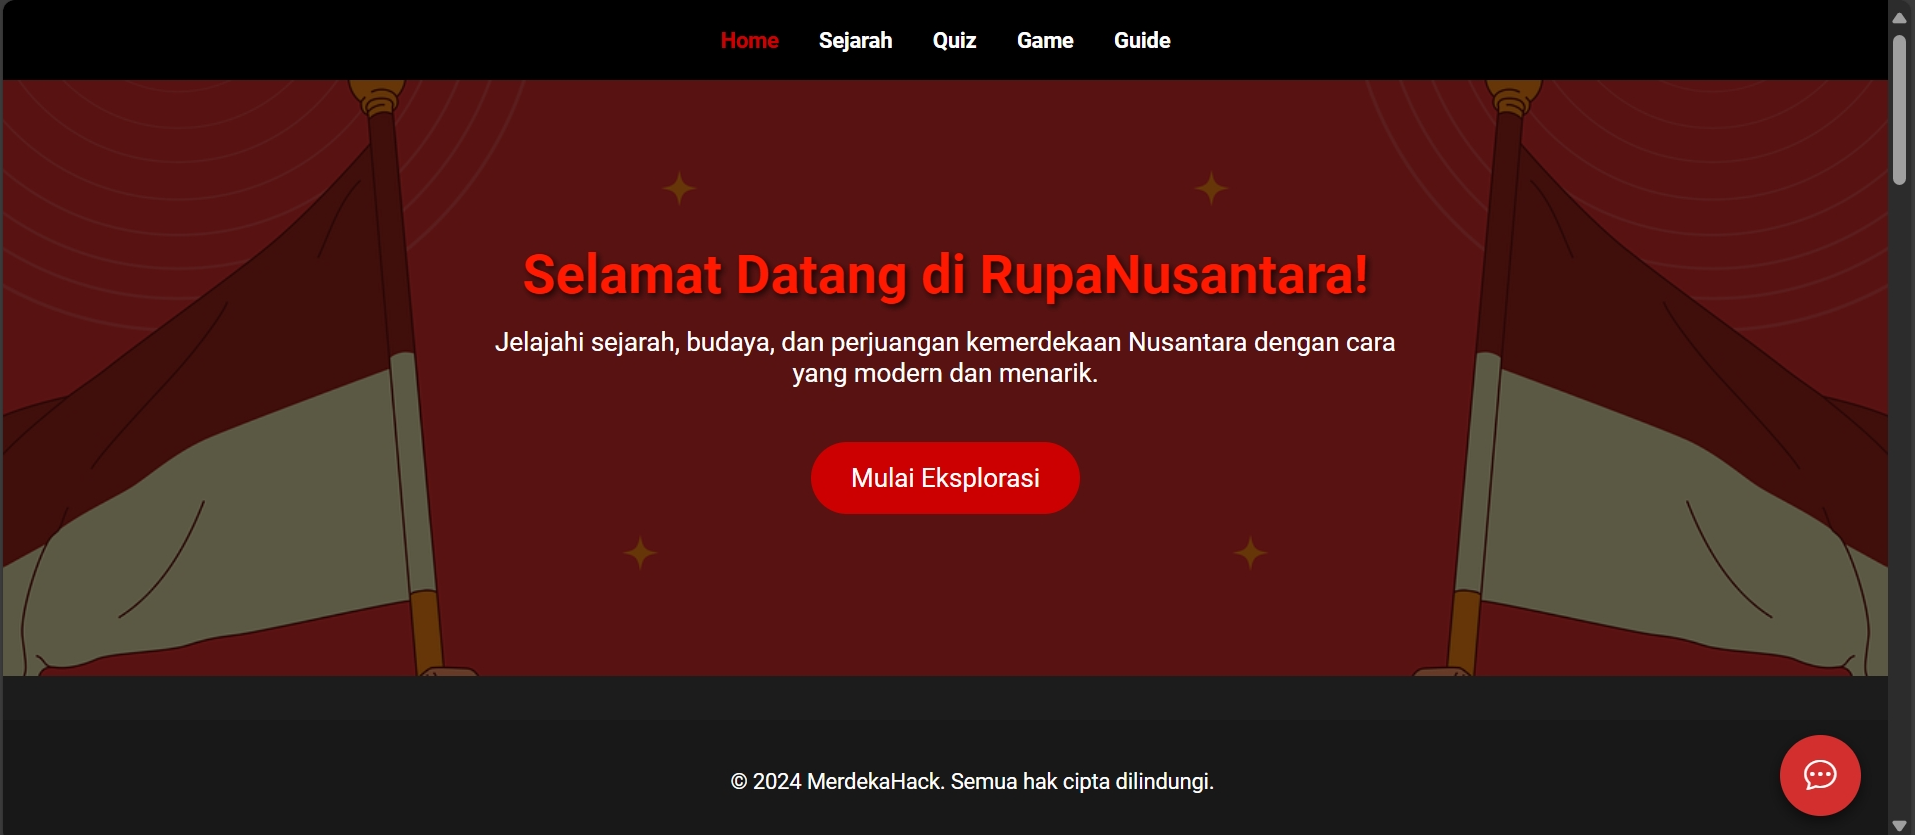 Home Sejarah Quiz Game Guide
Selamat Datang di RupaNusantara!
Jelajahi sejarah, budaya, dan perjuangan kemerdekaan Nusantara dengan cara
yang modern dan menarik.
Mulai Eksplorasi
© 2024 MerdekaHack. Semua hak cipta dilindungi.